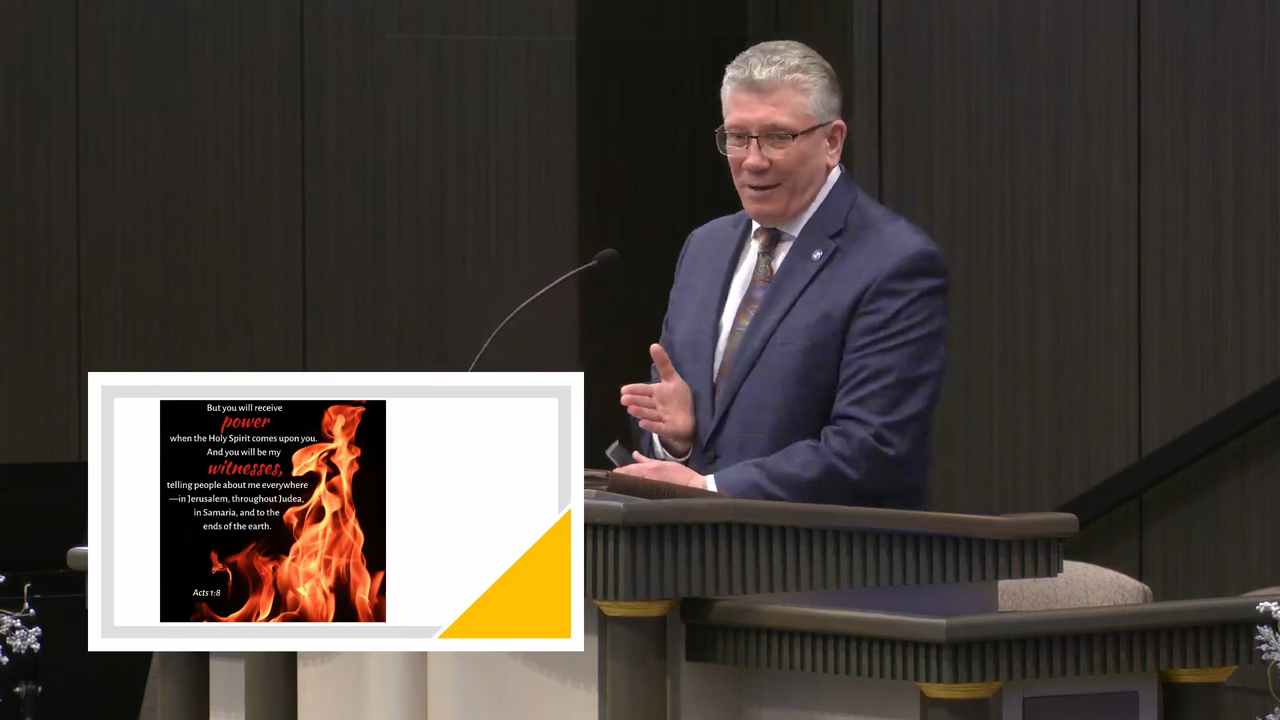 But you will receive
power
when the Holy Spirit comes upon you.
And you will be my
witnesses,
telling people about me everywhere
—in Jerusalem, throughout Judea,
in Samaria, and to the
ends of the earth.
Acts 1:8